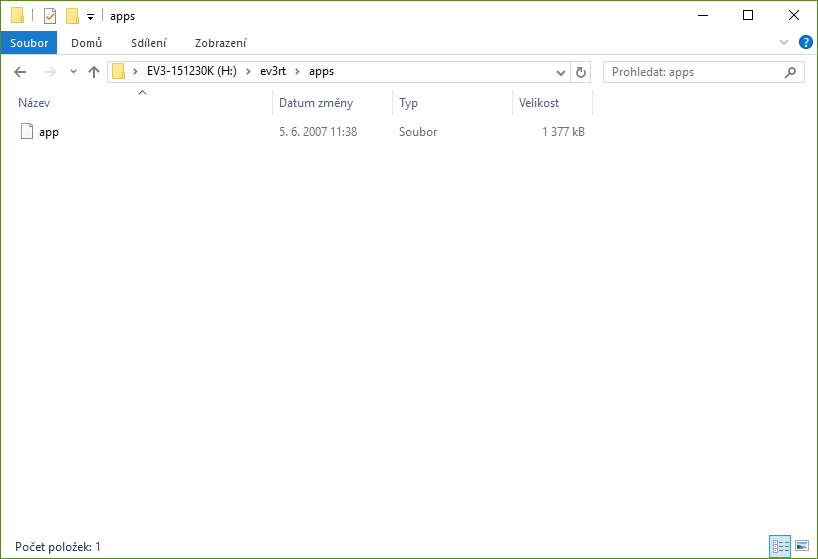 apps
Soubor Domů Sdílení Zobrazení ?
EV3-151230K (H:) ev3rt apps Prohledat: apps
Název Datum změny Typ Velikost
app 5. 6. 2007 11:38 Soubor 1 377 kB
Počet položek: 1